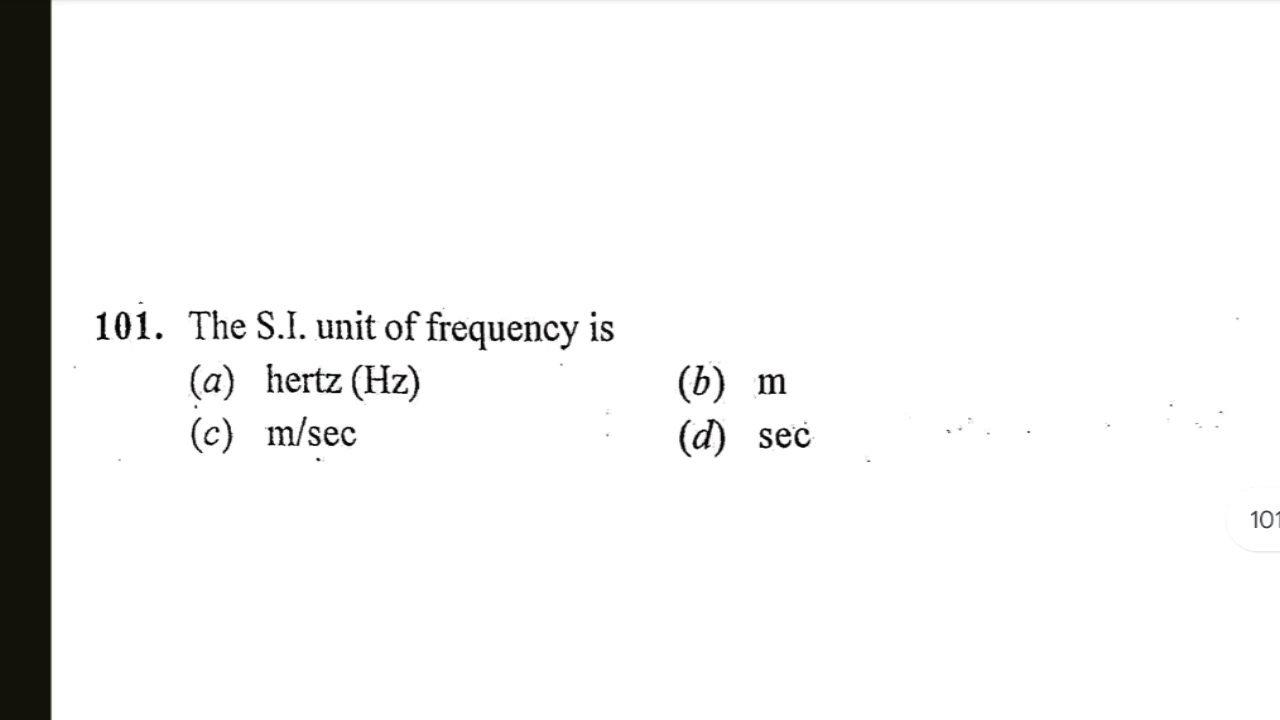 101. The S.I. unit of frequency is
(a) hertz (Hz) (b) m
(c) m/sec (d) sec
101